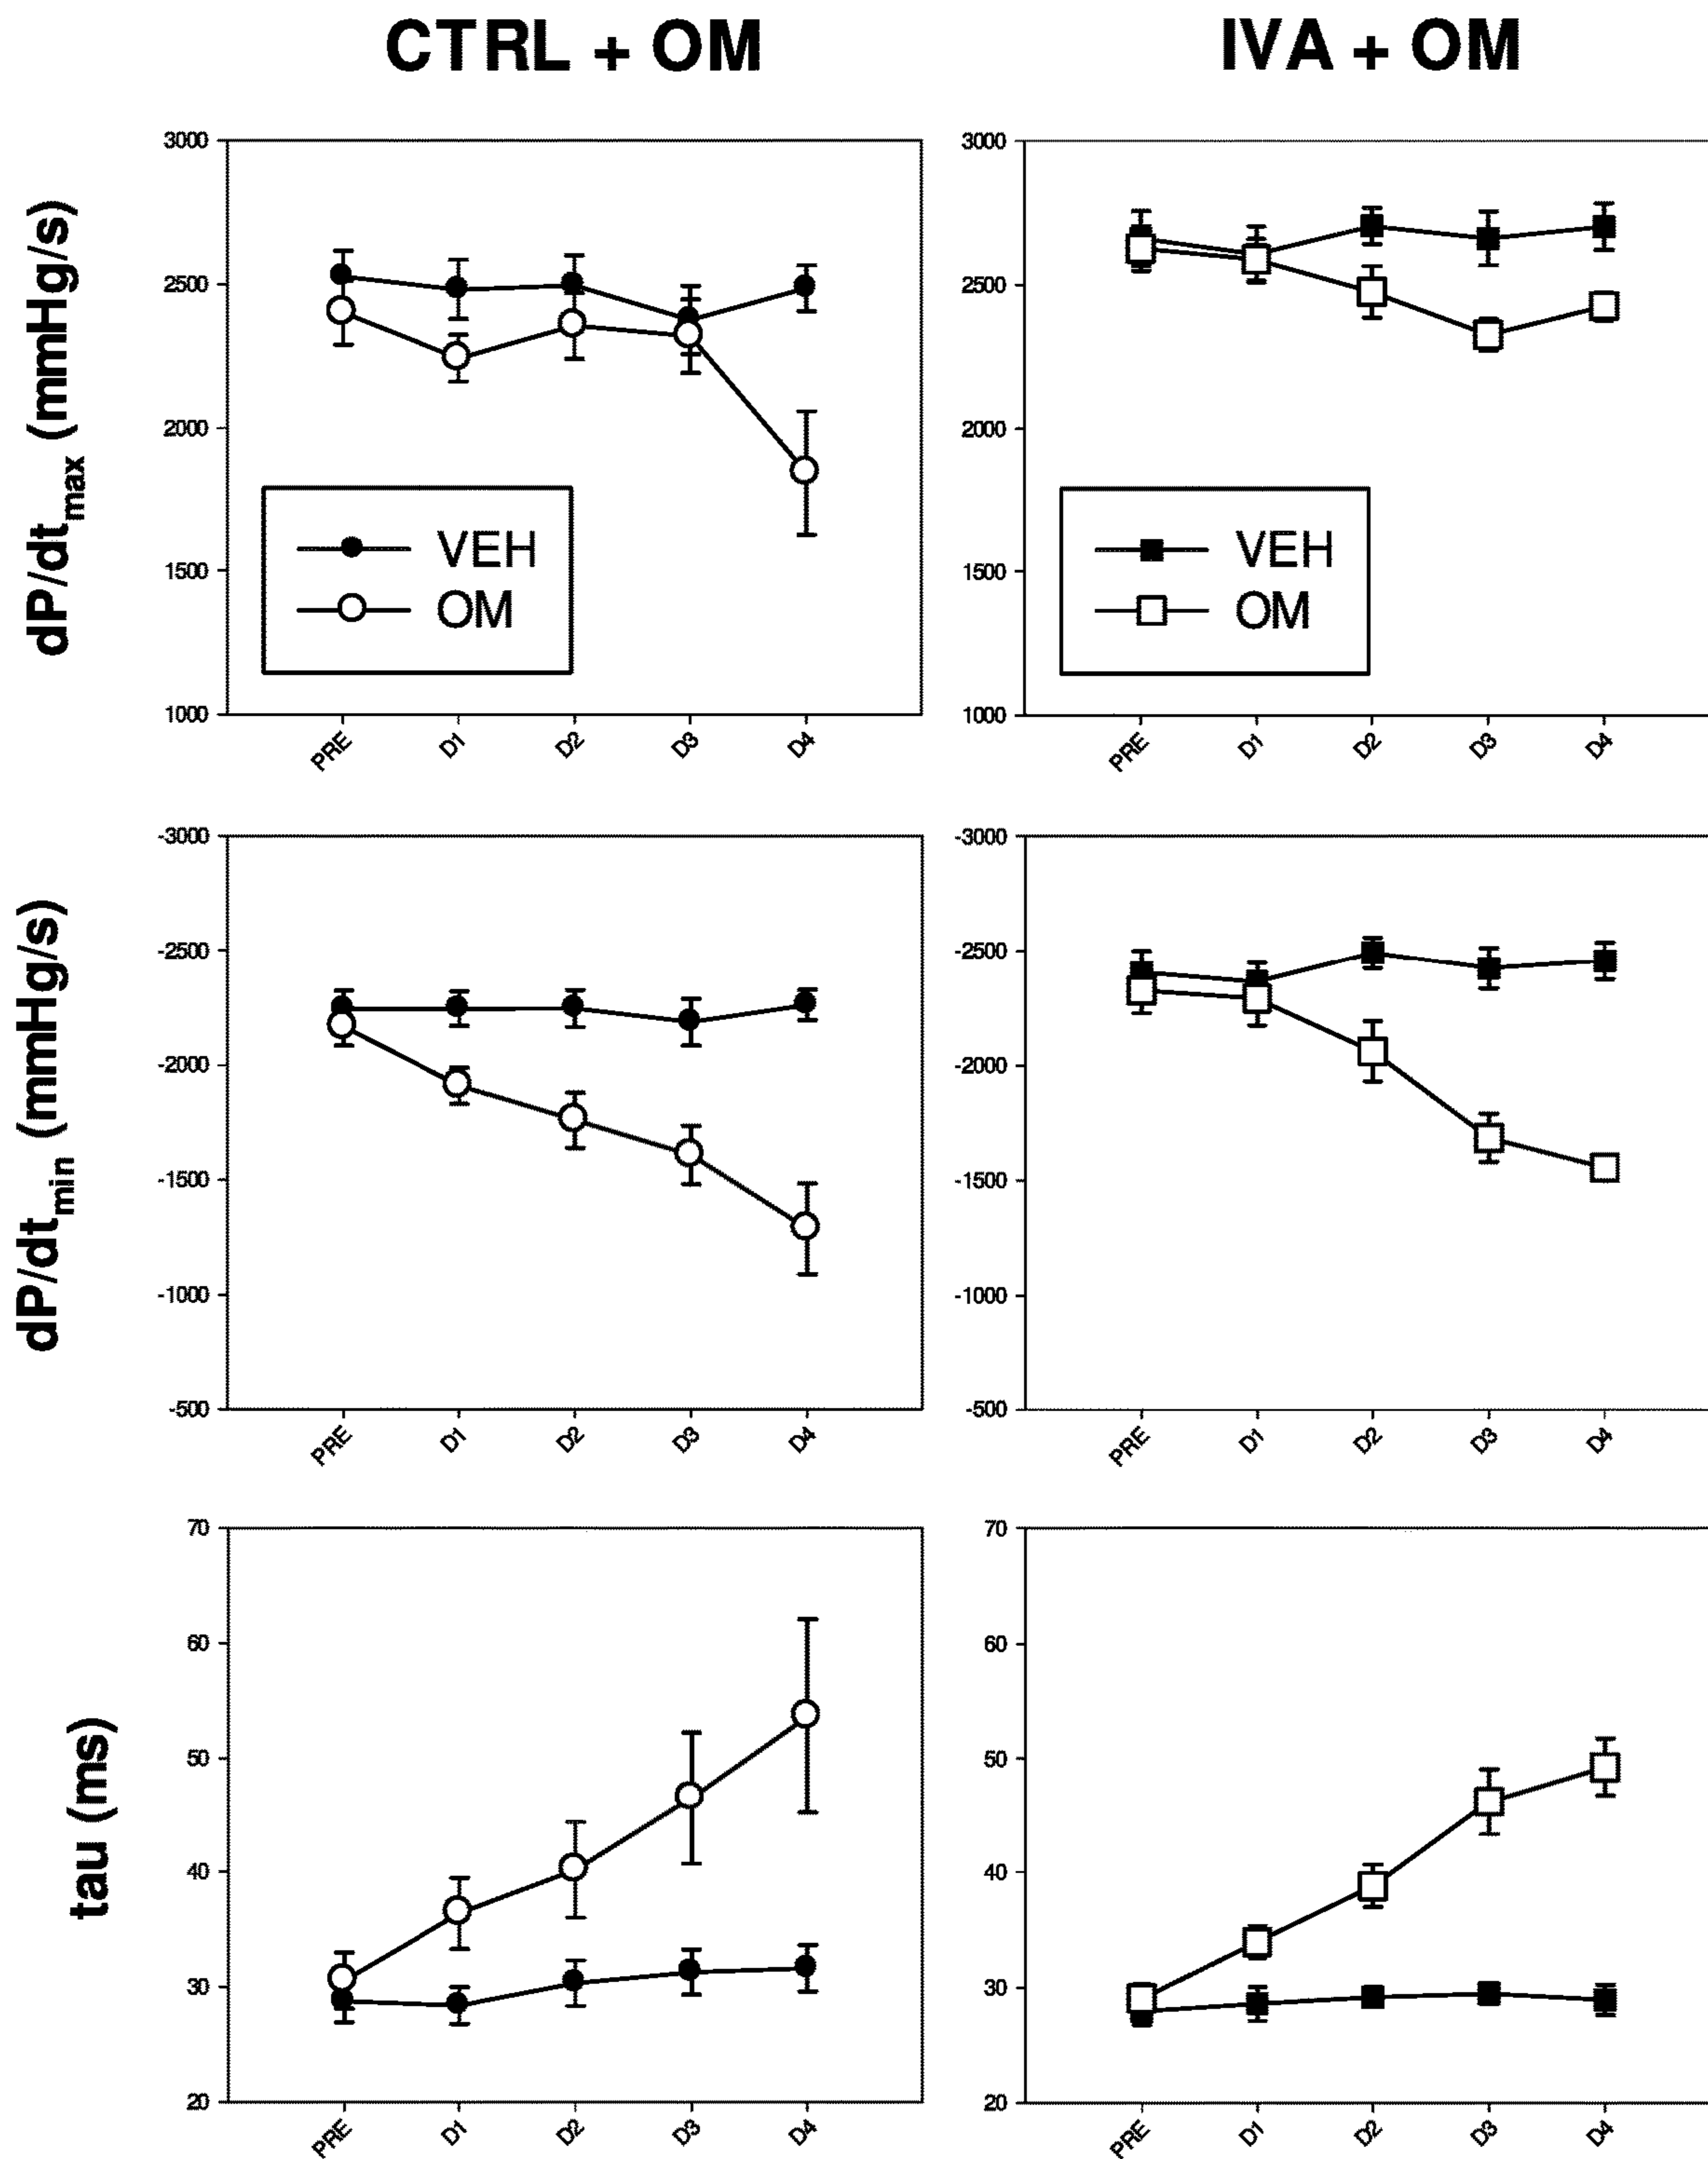 CTRL + OM
IVA + OM
dP/dtmax (mmHg/s)
3000
2500
2000
1500
1000
VEH
OM
PRE
D1
D2
D3
D4
3000
2500
2000
1500
1000
VEH
OM
PRE
D1
D2
D3
D4
dP/dtmin (mmHg/s)
-3000
-2500
-2000
-1500
-1000
-500
PRE
D1
D2
D3
D4
-3000
-2500
-2000
-1500
-1000
-500
PRE
D1
D2
D3
D4
tau (ms)
70
60
50
40
30
20
PRE
D1
D2
D3
D4
70
60
50
40
30
20
PRE
D1
D2
D3
D4